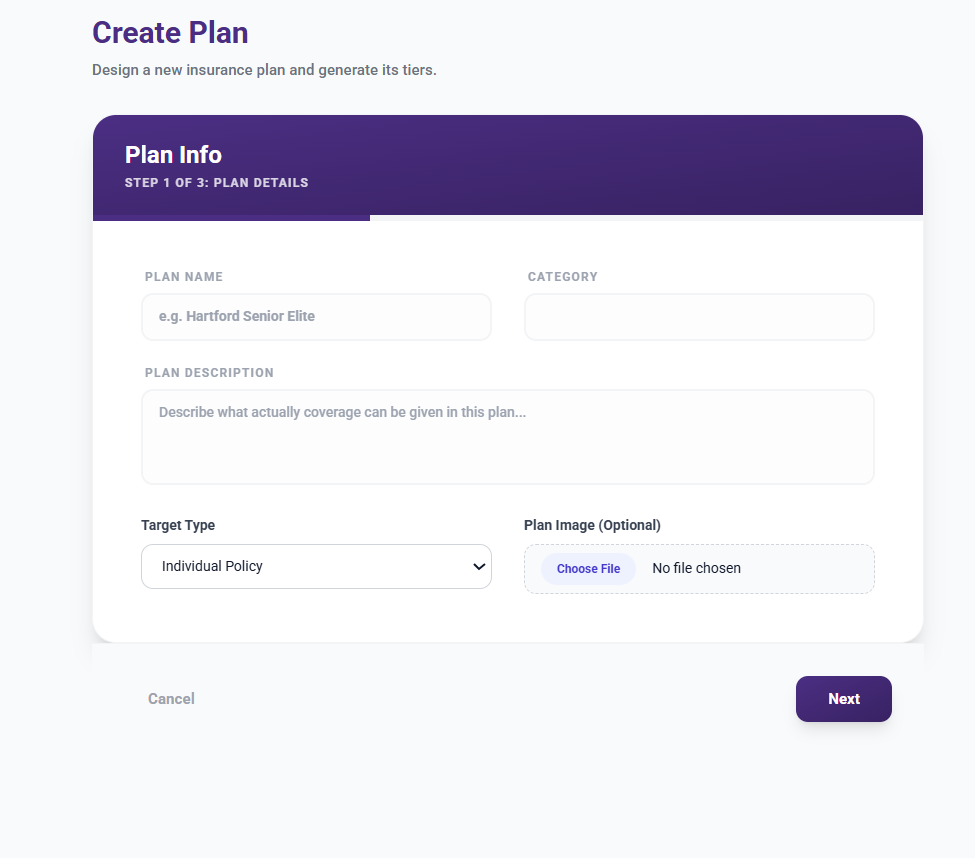 Create Plan
Design a new insurance plan and generate its tiers.
Plan Info
STEP 1 OF 3: PLAN DETAILS
PLAN NAME
CATEGORY
e.g. Hartford Senior Elite
PLAN DESCRIPTION
Describe what actually coverage can be given in this plan...
Target Type
Plan Image (Optional)
Individual Policy
Choose File
No file chosen
Cancel
Next